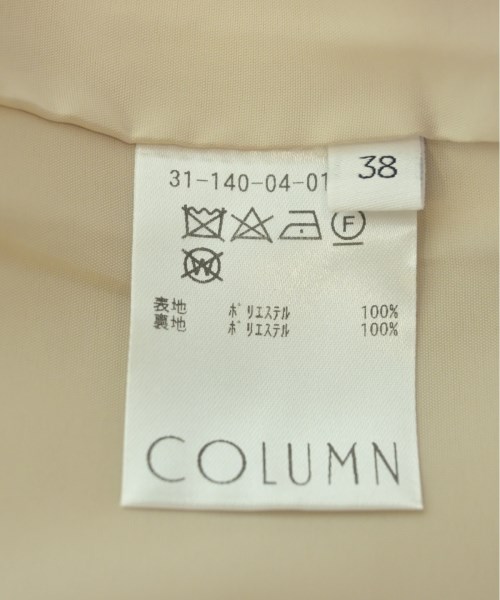 31-140-04-01
38
F
W
表地 ポリエステル 100%
裏地 ポリエステル 100%
COLUMN